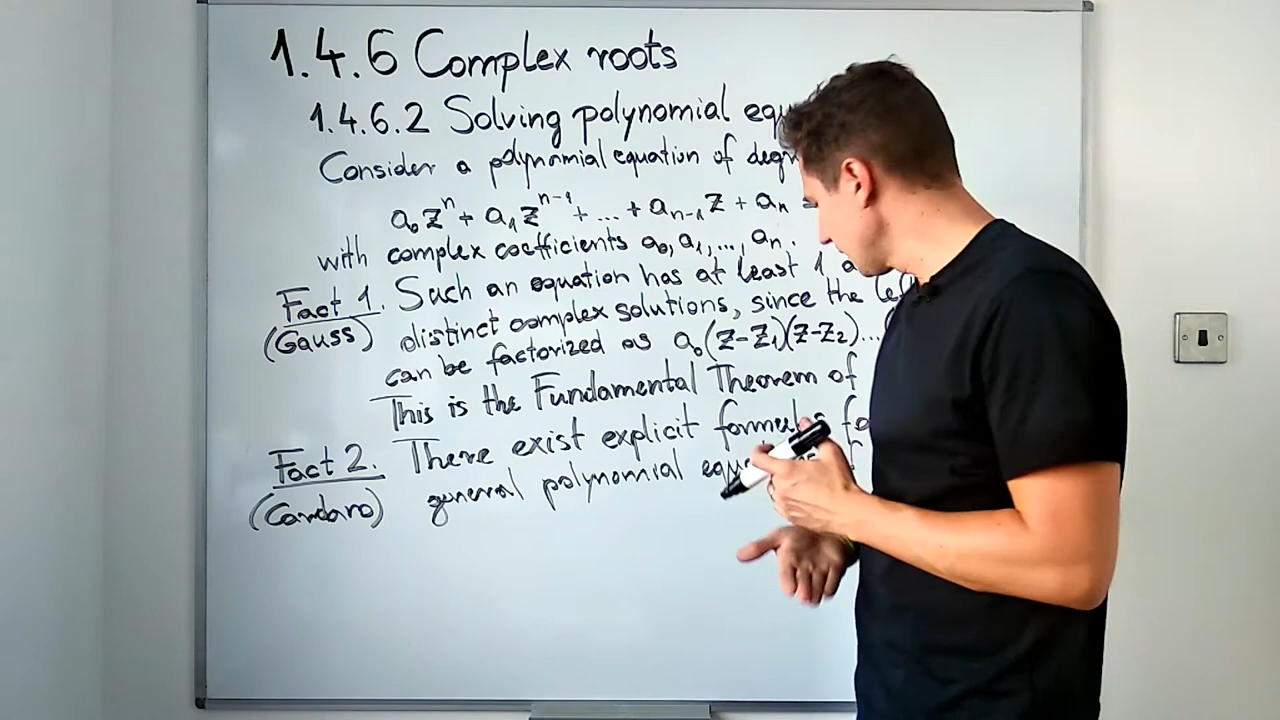 1.4.6 Complex roots
1.4.6.2 Solving polynomial equ
Consider a polynomial equation of degr
a₀zⁿ + a₁zⁿ⁻¹ + ... + aₙ₋₁z + aₙ
with complex coefficients a₀, a₁, ..., aₙ.
Fact 1. Such an equation has at least 1 a
(Gauss) distinct complex solutions, since the lef
can be factorized as a₀(z-z₁)(z-z₂)...
This is the Fundamental Theorem of
Fact 2. There exist explicit formulas fo
(Cardano) general polynomial equ